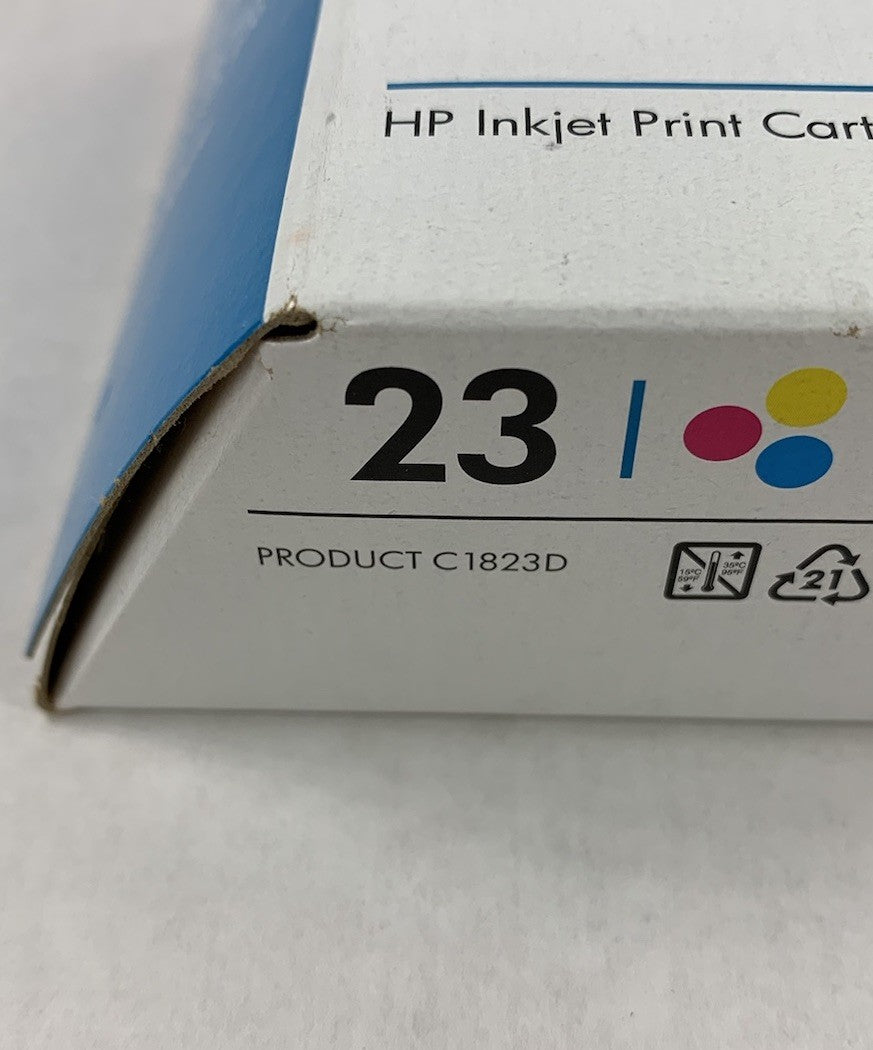 HP Inkjet Print Cart
23
PRODUCT C1823D
15°C
59°F
35°C
95°F
21